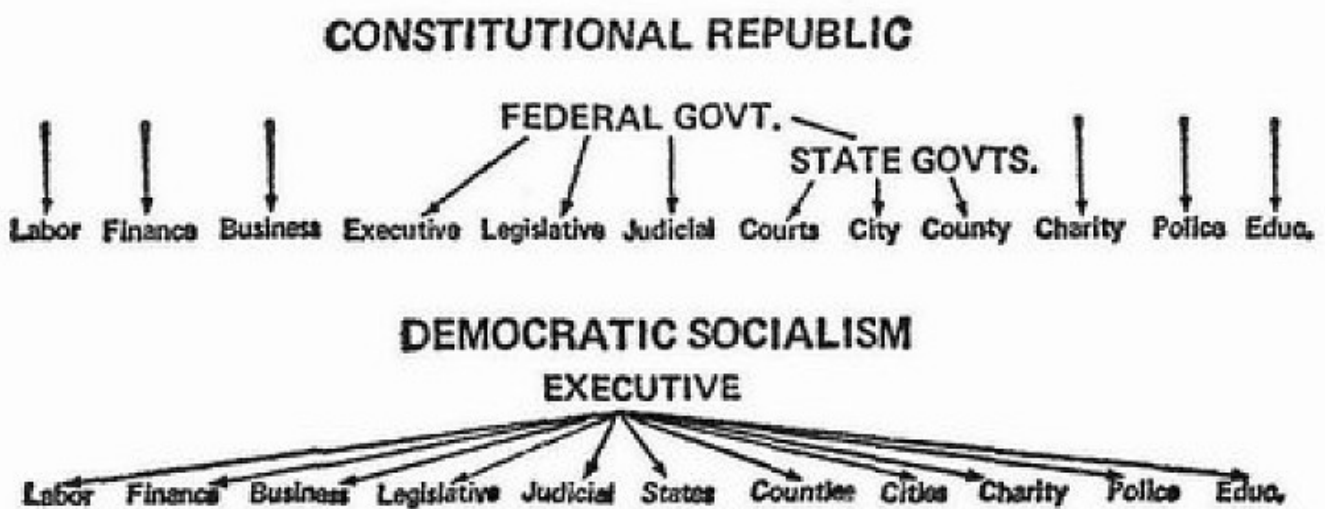 CONSTITUTIONAL REPUBLIC
FEDERAL GOVT.
STATE GOVTS.
Labor Finance Business Executive Legislative Judicial Courts City County Charity Police Educ.
DEMOCRATIC SOCIALISM
EXECUTIVE
Labor Finance Business Legislative Judicial States Counties Cities Charity Police Educ.